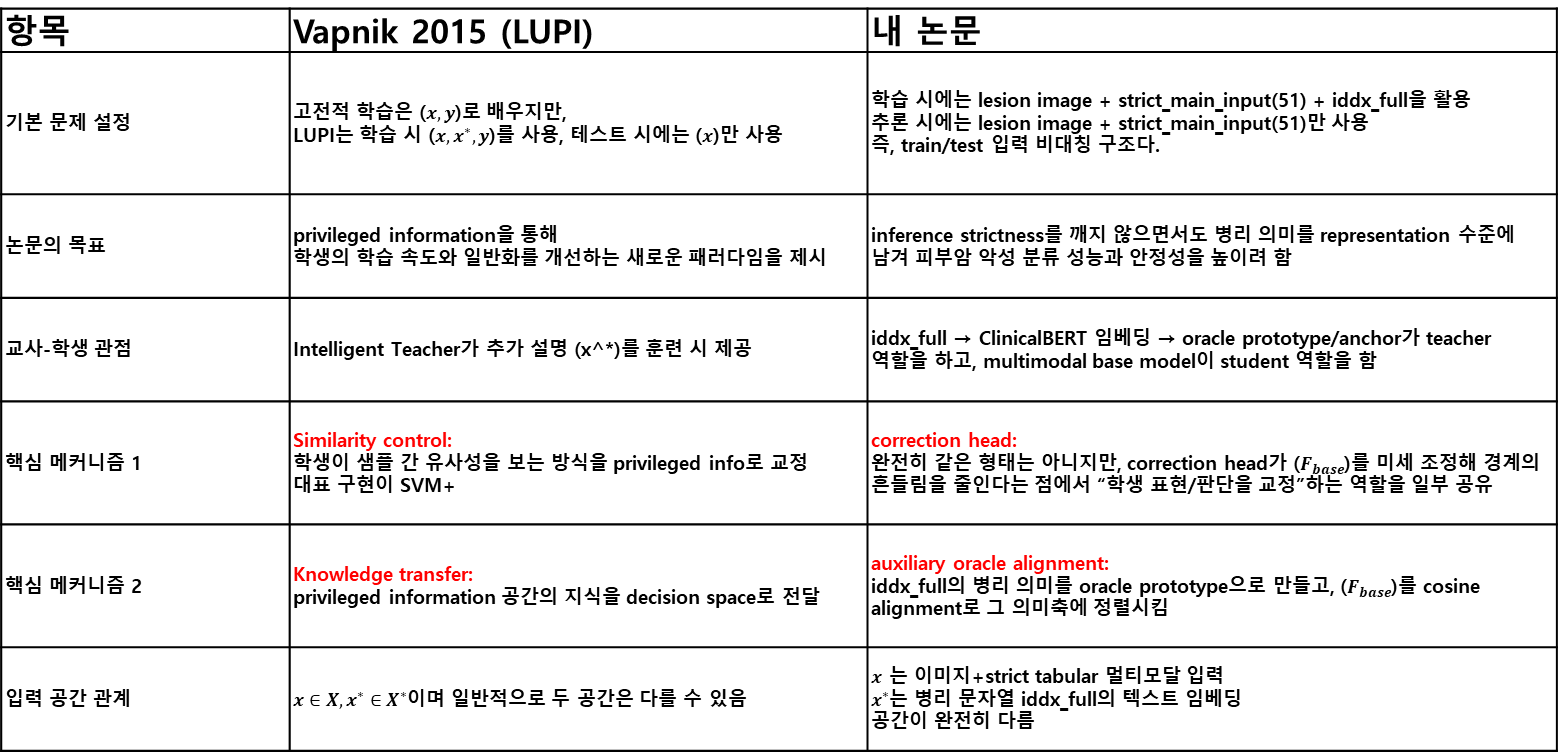 항목
Vapnik 2015 (LUPI)
내 논문
기본 문제 설정
고전적 학습은 (𝒙, 𝒚)로 배우지만,
LUPI는 학습 시 (𝒙, 𝒙*, 𝒚)를 사용, 테스트 시에는 (𝒙)만 사용
학습 시에는 lesion image + strict_main_input(51) + iddx_full을 활용
추론 시에는 lesion image + strict_main_input(51)만 사용
즉, train/test 입력 비대칭 구조다.
논문의 목표
privileged information을 통해
학생의 학습 속도와 일반화를 개선하는 새로운 패러다임을 제시
inference strictness를 깨지 않으면서도 병리 의미를 representation 수준에
남겨 피부암 악성 분류 성능과 안정성을 높이려 함
교사-학생 관점
Intelligent Teacher가 추가 설명 (x^*)를 훈련 시 제공
iddx_full → ClinicalBERT 임베딩 → oracle prototype/anchor가 teacher
역할을 하고, multimodal base model이 student 역할을 함
핵심 메커니즘 1
Similarity control:
학생이 샘플 간 유사성을 보는 방식을 privileged info로 교정
대표 구현이 SVM+
correction head:
완전히 같은 형태는 아니지만, correction head가 (𝑭𝒃𝒂𝒔𝒆)를 미세 조정해 경계의
흔들림을 줄인다는 점에서 “학생 표현/판단을 교정”하는 역할을 일부 공유
핵심 메커니즘 2
Knowledge transfer:
privileged information 공간의 지식을 decision space로 전달
auxiliary oracle alignment:
iddx_full의 병리 의미를 oracle prototype으로 만들고, (𝑭𝒃𝒂𝒔𝒆)를 cosine
alignment로 그 의미축에 정렬시킴
입력 공간 관계
𝒙 ∈ 𝑿, 𝒙* ∈ 𝑿*이며 일반적으로 두 공간은 다를 수 있음
𝒙 는 이미지+strict tabular 멀티모달 입력
𝒙*는 병리 문자열 iddx_full의 텍스트 임베딩
공간이 완전히 다름